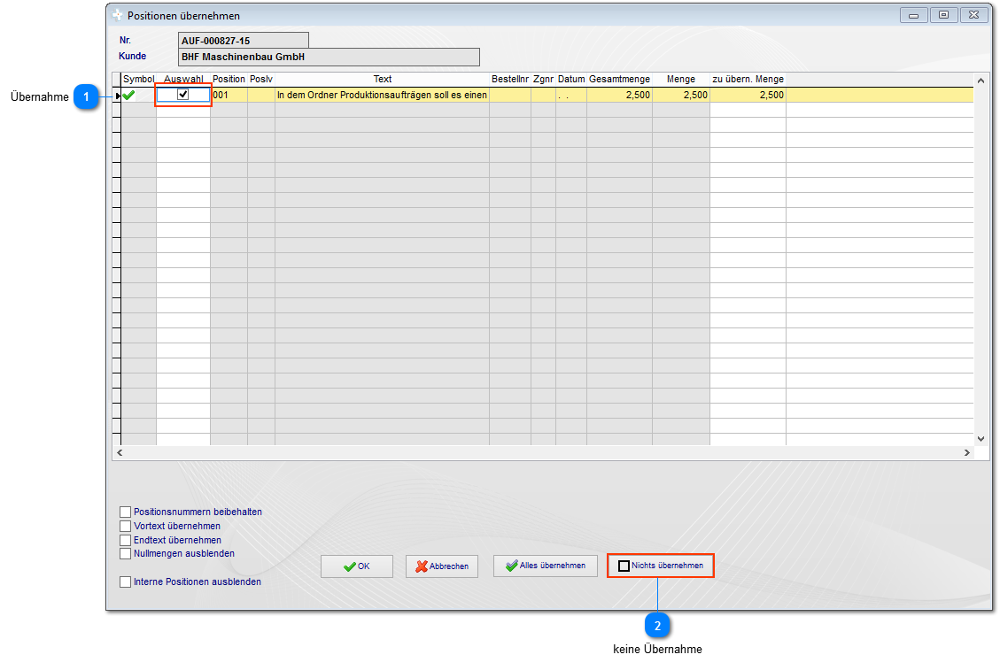 Positionen übernehmen
Nr. AUF-000827-15
Kunde BHF Maschinenbau GmbH
Symbol Auswahl Position Poslv Text Bestellnr Zgnr Datum Gesamtmenge Menge zu übern. Menge
Übernahme 1 001 In dem Ordner Produktionsaufträgen soll es einen . . 2,500 2,500 2,500
Positionsnummern beibehalten
Vortext übernehmen
Endtext übernehmen
Nullmengen ausblenden
OK Abbrechen Alles übernehmen Nichts übernehmen
Interne Positionen ausblenden
2
keine Übernahme